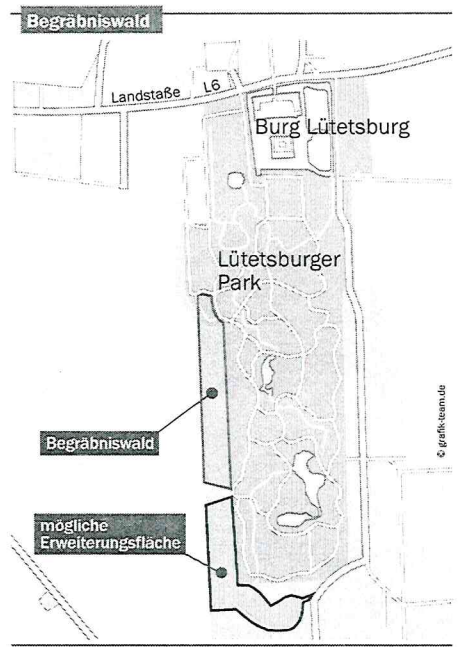 Begräbniswald
Landstaße L6
Burg Lütetsburg
Lütetsburger
Park
Begräbniswald
mögliche
Erweiterungsfläche
© grafik-team.de